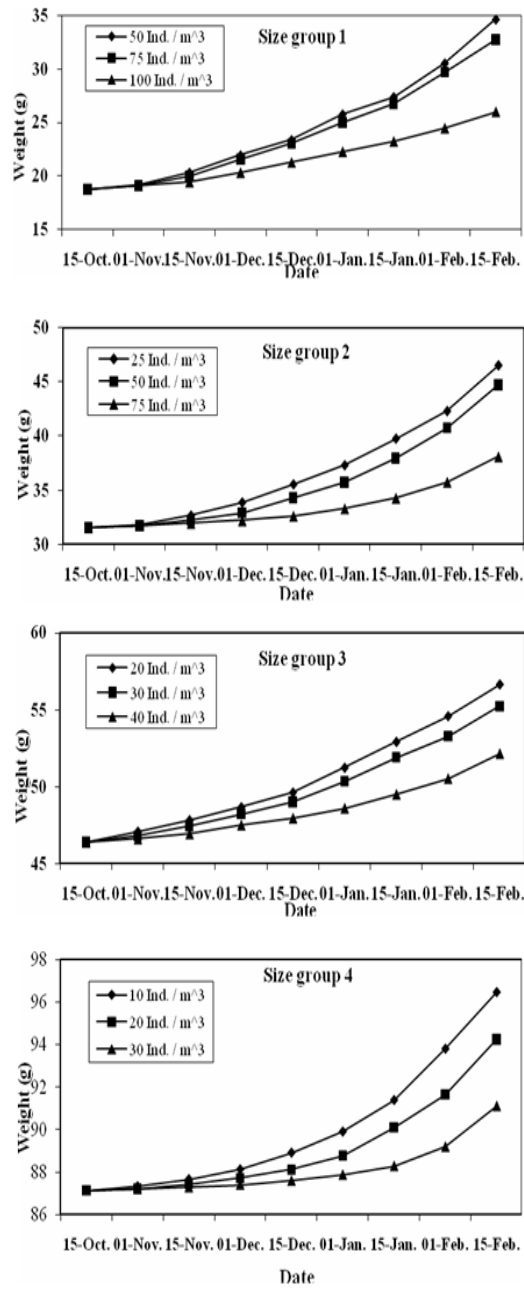 Size group 1
50 Ind. / m^3
75 Ind. / m^3
100 Ind. / m^3
Weight (g)
35
30
25
20
15
15-Oct. 01-Nov. 15-Nov. 01-Dec. 15-Dec. 01-Jan. 15-Jan. 01-Feb. 15-Feb.
Date
Size group 2
25 Ind. / m^3
50 Ind. / m^3
75 Ind. / m^3
Weight (g)
50
45
40
35
30
15-Oct. 01-Nov. 15-Nov. 01-Dec. 15-Dec. 01-Jan. 15-Jan. 01-Feb. 15-Feb.
Date
Size group 3
20 Ind. / m^3
30 Ind. / m^3
40 Ind. / m^3
Weight (g)
60
55
50
45
15-Oct. 01-Nov. 15-Nov. 01-Dec. 15-Dec. 01-Jan. 15-Jan. 01-Feb. 15-Feb.
Date
Size group 4
10 Ind. / m^3
20 Ind. / m^3
30 Ind. / m^3
Weight (g)
98
96
94
92
90
88
86
15-Oct. 01-Nov. 15-Nov. 01-Dec. 15-Dec. 01-Jan. 15-Jan. 01-Feb. 15-Feb.
Date